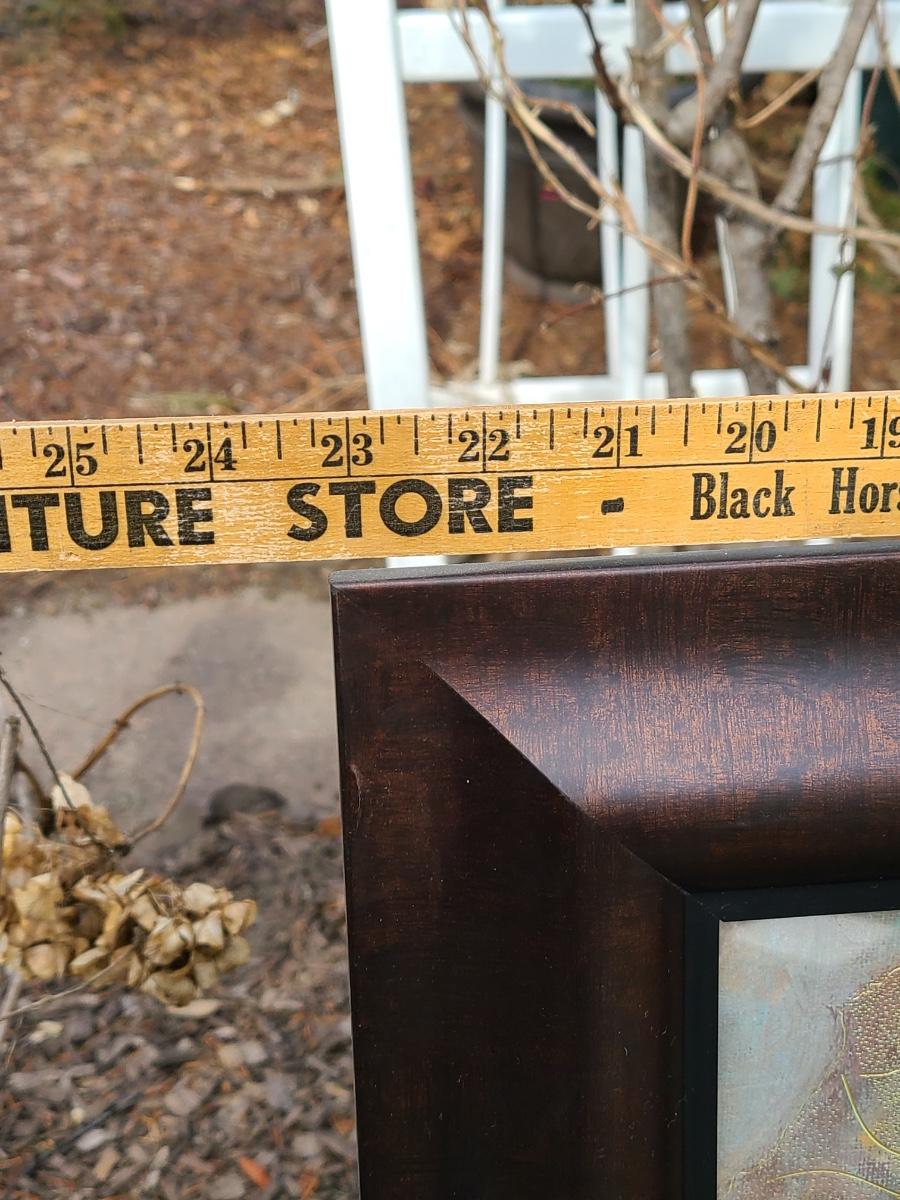 25 24 23 22 21 20 19
ITURE STORE - Black Hors